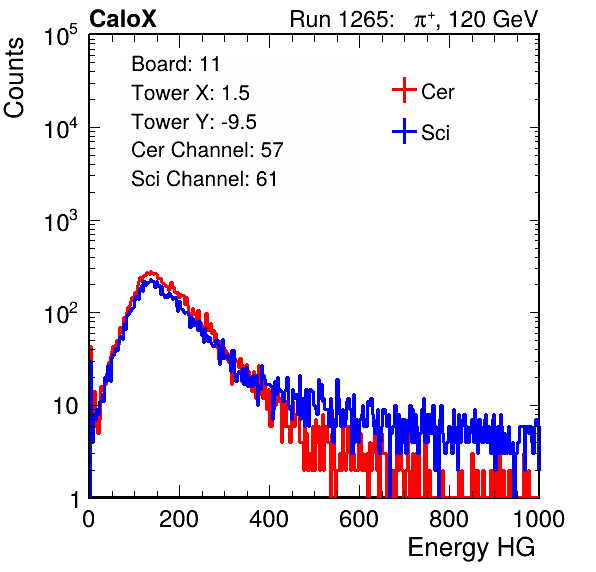 CaloX Run 1265: π⁺, 120 GeV
Counts
10⁵
10⁴
10³
10²
10
1
Board: 11
Tower X: 1.5
Tower Y: -9.5
Cer Channel: 57
Sci Channel: 61
Cer
Sci
0 200 400 600 800 1000
Energy HG